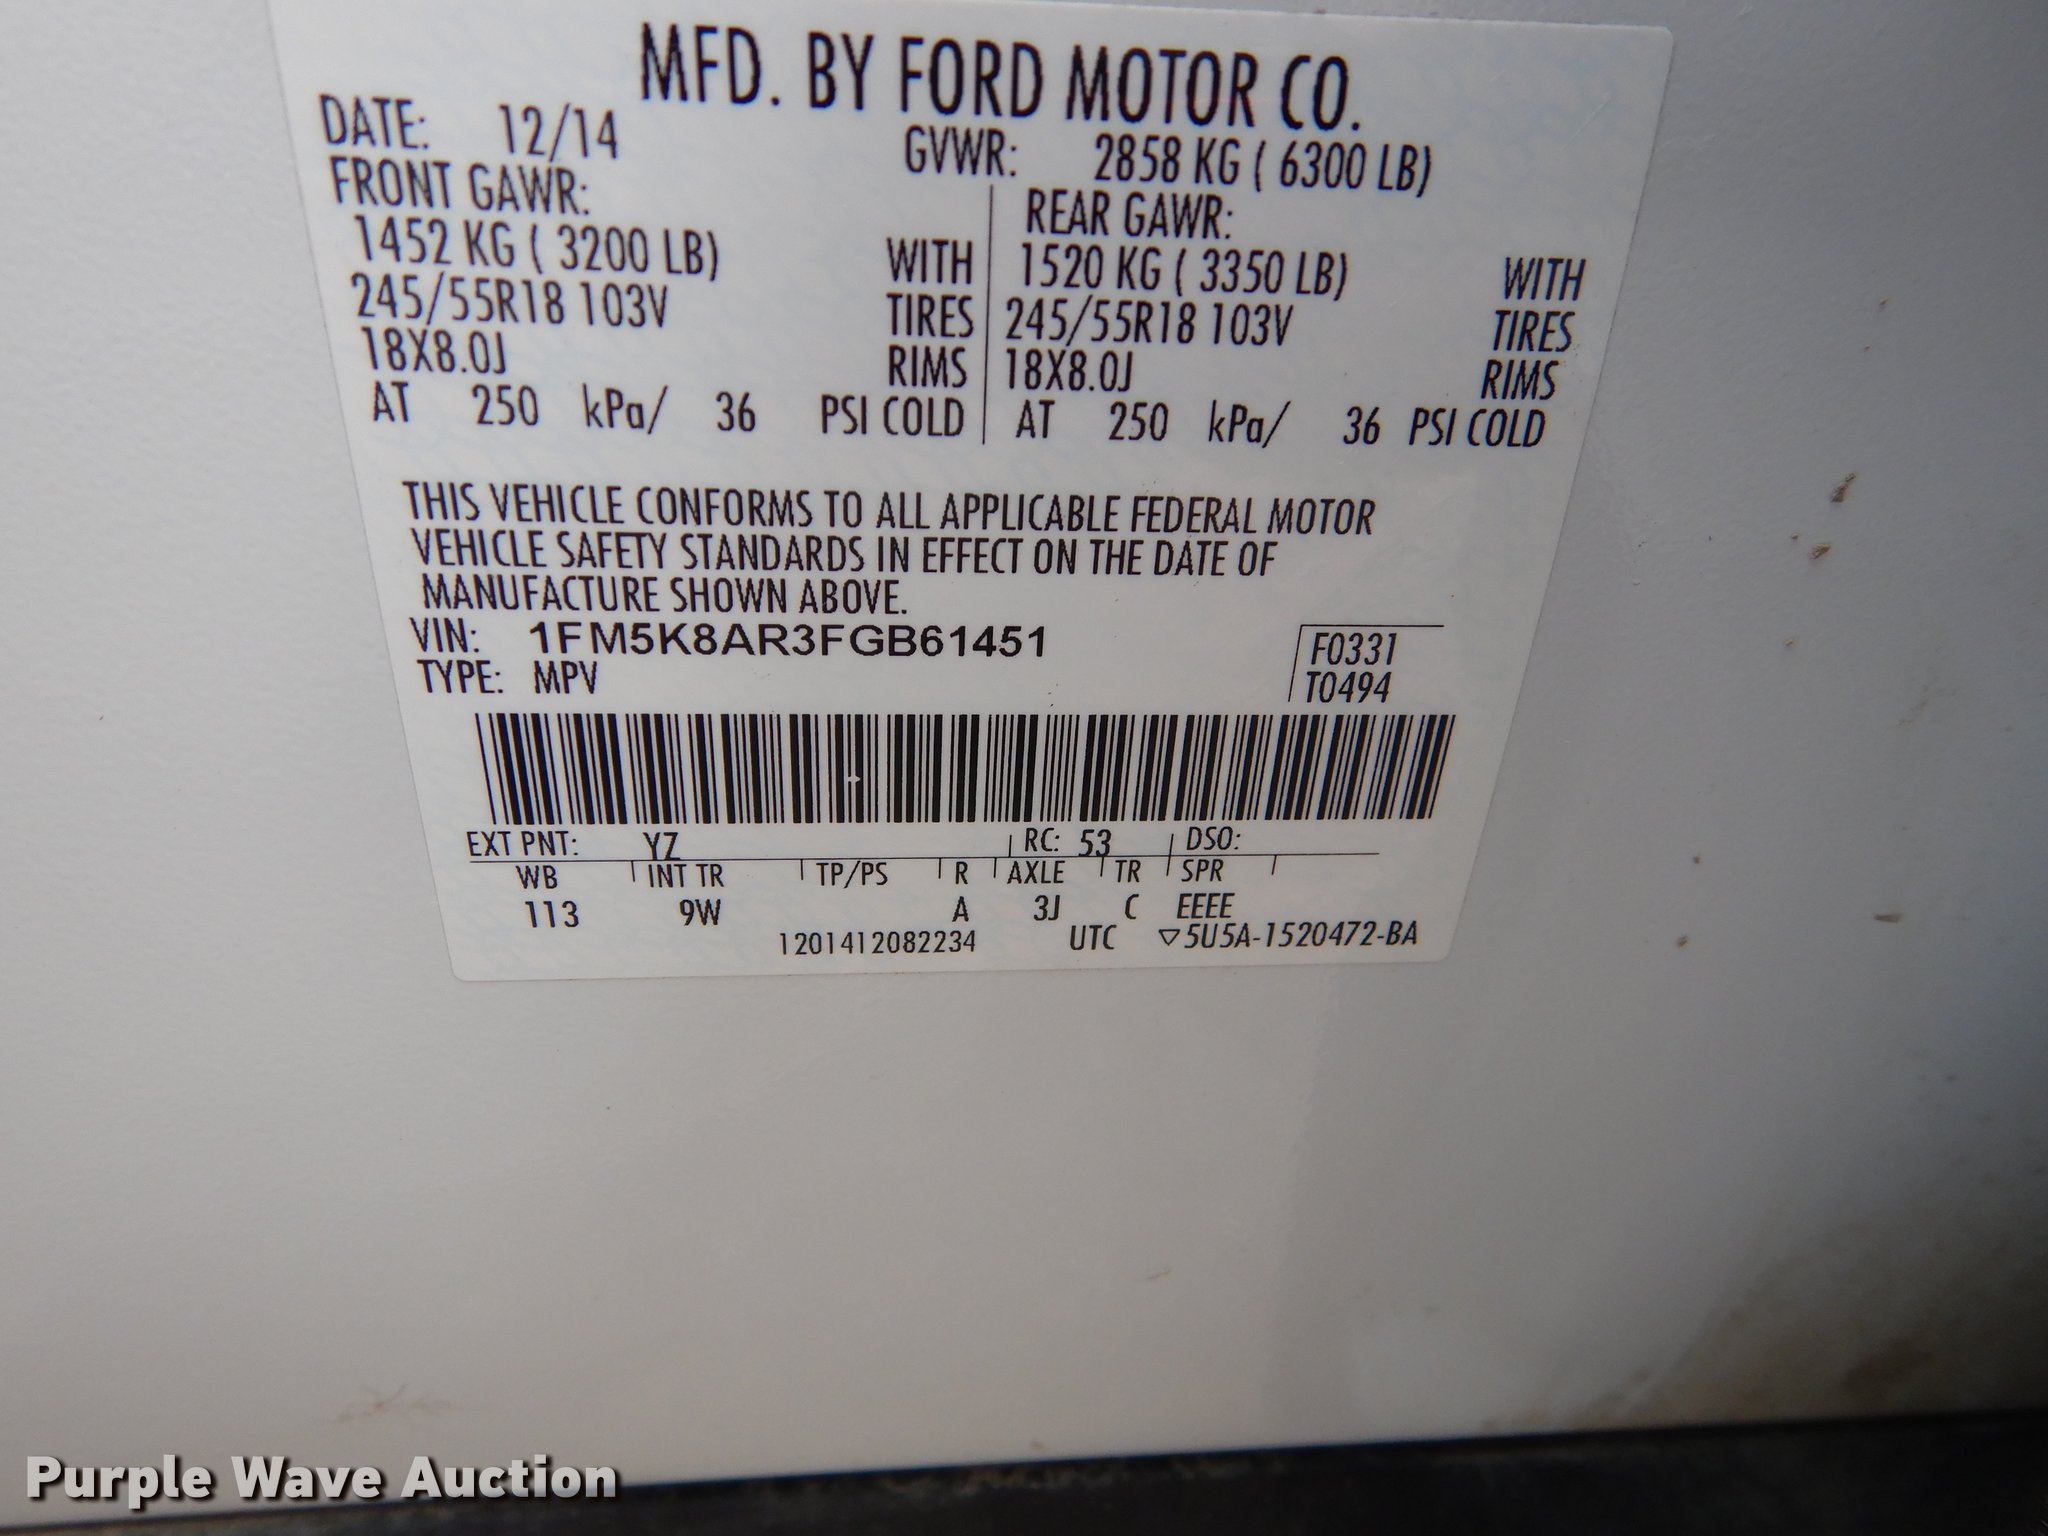 MFD. BY FORD MOTOR CO.
DATE: 12/14 GVWR: 2858 KG ( 6300 LB)
FRONT GAWR: REAR GAWR:
1452 KG ( 3200 LB) WITH 1520 KG ( 3350 LB) WITH
245/55R18 103V TIRES 245/55R18 103V TIRES
18X8.0J RIMS 18X8.0J RIMS
AT 250 kPa/ 36 PSI COLD AT 250 kPa/ 36 PSI COLD
THIS VEHICLE CONFORMS TO ALL APPLICABLE FEDERAL MOTOR
VEHICLE SAFETY STANDARDS IN EFFECT ON THE DATE OF
MANUFACTURE SHOWN ABOVE.
VIN: 1FM5K8AR3FGB61451 F0331
TYPE: MPV T0494
EXT PNT: YZ RC: 53 DSO:
WB INT TR TP/PS R AXLE TR SPR
113 9W A 3J C EEEE
1201412082234 UTC ▽5U5A-1520472-BA
Purple Wave Auction